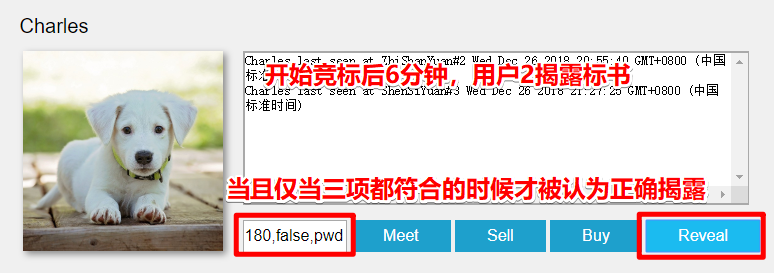 Charles
Charles last seen at ZhiShanYuan#2 Wed Dec 26 2018 20:55:40 GMT+0800 (中国
标准时间)
开始竞标后6分钟，用户2揭露标书
Charles last seen at ShenSiYuan#3 Wed Dec 26 2018 21:27:25 GMT+0800 (中国
标准时间)
当且仅当三项都符合的时候才被认为正确揭露
180,false,pwd
Meet
Sell
Buy
Reveal